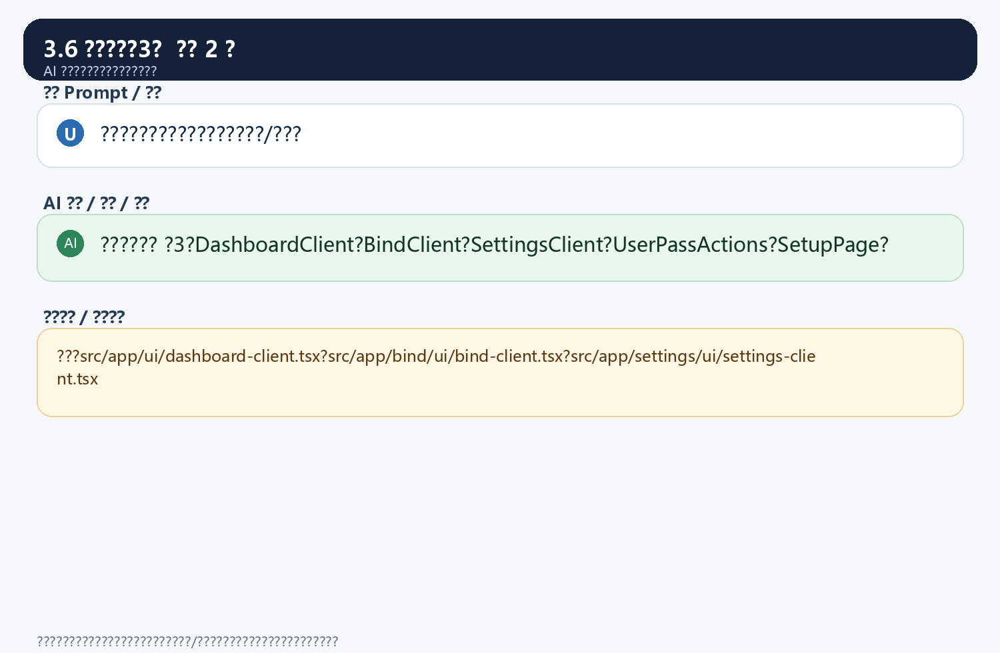 3.6 ?????3?  ?? 2 ?
AI ???????????????
?? Prompt / ??
U ?????????????????/???
AI ?? / ?? / ??
AI ?????? ?3?DashboardClient?BindClient?SettingsClient?UserPassActions?SetupPage?
???? / ????
???src/app/ui/dashboard-client.tsx?src/app/bind/ui/bind-client.tsx?src/app/settings/ui/settings-clie
nt.tsx
????????????????????????/??????????????????????